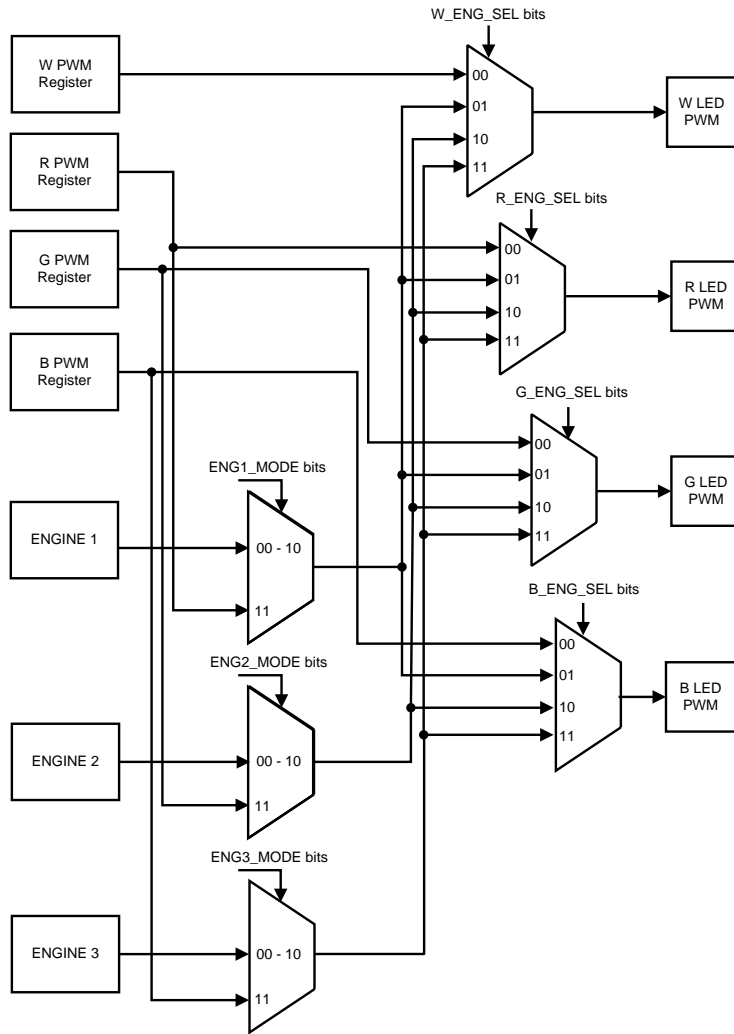 W_ENG_SEL bits
W PWM
Register
00
01
10
11
W LED
PWM
R PWM
Register
R_ENG_SEL bits
00
01
10
11
R LED
PWM
G PWM
Register
B PWM
Register
G_ENG_SEL bits
00
01
10
11
G LED
PWM
ENG1_MODE bits
ENGINE 1
00 - 10
11
B_ENG_SEL bits
00
01
10
11
B LED
PWM
ENG2_MODE bits
ENGINE 2
00 - 10
11
ENG3_MODE bits
ENGINE 3
00 - 10
11